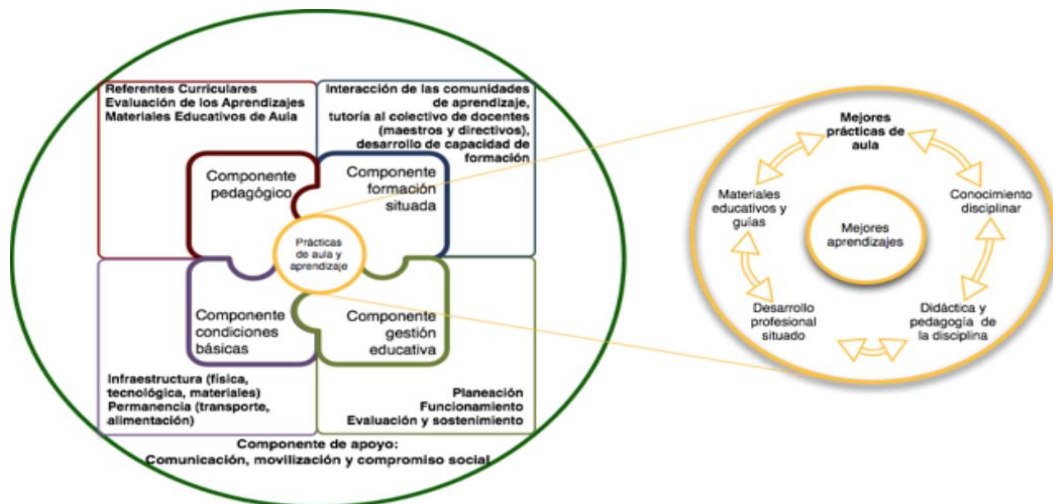 Referentes Curriculares
Evaluación de los Aprendizajes
Materiales Educativos de Aula
Interacción de las comunidades
de aprendizaje,
tutoría al colectivo de docentes
(maestros y directivos),
desarrollo de capacidad de
formación
Componente
pedagógico
Componente
formación
situada
Prácticas
de aula y
aprendizaje
Componente
condiciones
básicas
Componente
gestión
educativa
Infraestructura (física,
tecnológica, materiales)
Permanencia (transporte,
alimentación)
Planeación
Funcionamiento
Evaluación y sostenimiento
Componente de apoyo:
Comunicación, movilización y compromiso social
Mejores
prácticas de
aula
Materiales
educativos y
guías
Conocimiento
disciplinar
Mejores
aprendizajes
Desarrollo
profesional
situado
Didáctica y
pedagogía de
la disciplina